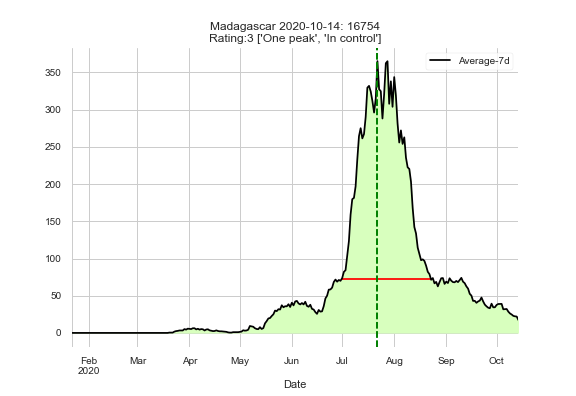 Madagascar 2020-10-14: 16754
Rating:3 ['One peak', 'In control']
Average-7d
350
300
250
200
150
100
50
0
Feb Mar Apr May Jun Jul Aug Sep Oct
2020
Date